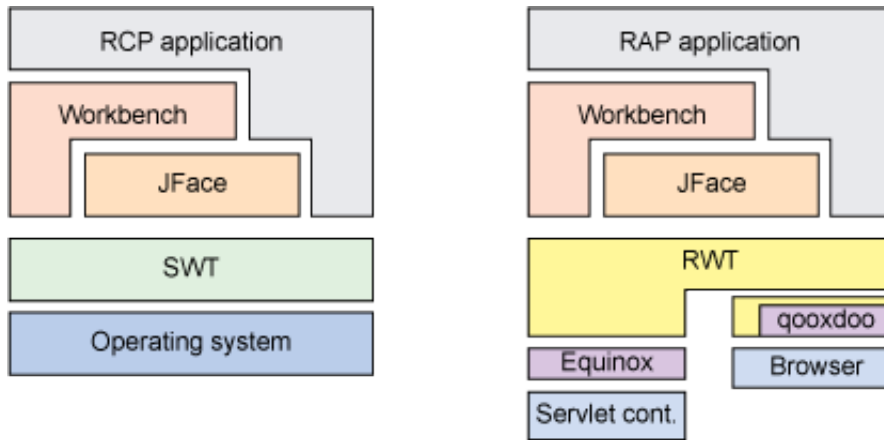 RCP application
Workbench
JFace
SWT
Operating system
RAP application
Workbench
JFace
RWT
qooxdoo
Equinox
Browser
Servlet cont.